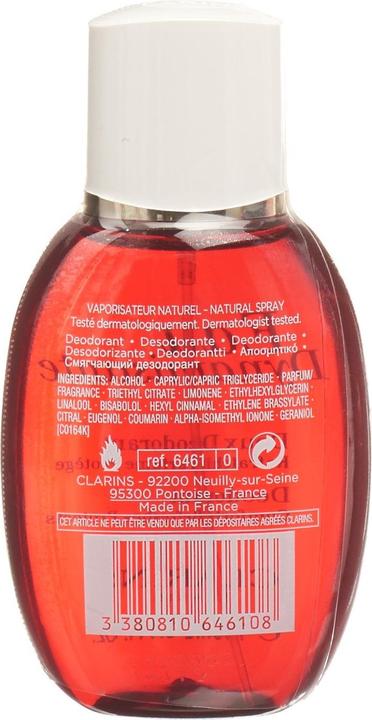 VAPORISATEUR NATUREL - NATURAL SPRAY
Testé dermatologiquement. Dermatologist tested.
Deodorant - Desodorante - Déodorante -
Desodorizante - Deodorantti - Αποσμητικό -
Смягчающий дезодорант
INGREDIENTS: ALCOHOL - CAPRYLIC/CAPRIC TRIGLYCERIDE - PARFUM/
FRAGRANCE - TRIETHYL CITRATE - LIMONENE - ETHYLHEXYLGLYCERIN -
LINALOOL - BISABOLOL - HEXYL CINNAMAL - ETHYLENE BRASSYLATE -
CITRAL - EUGENOL - COUMARIN - ALPHA-ISOMETHYL IONONE - GERANIOL
[C0164K]
réf. 6461 0
CLARINS - 92200 Neuilly-sur-Seine
95300 Pontoise - France
Made in France
CET ARTICLE NE PEUT ÊTRE VENDU QUE PAR LES DÉPOSITAIRES AGRÉÉS CLARINS.
3 380810 646108